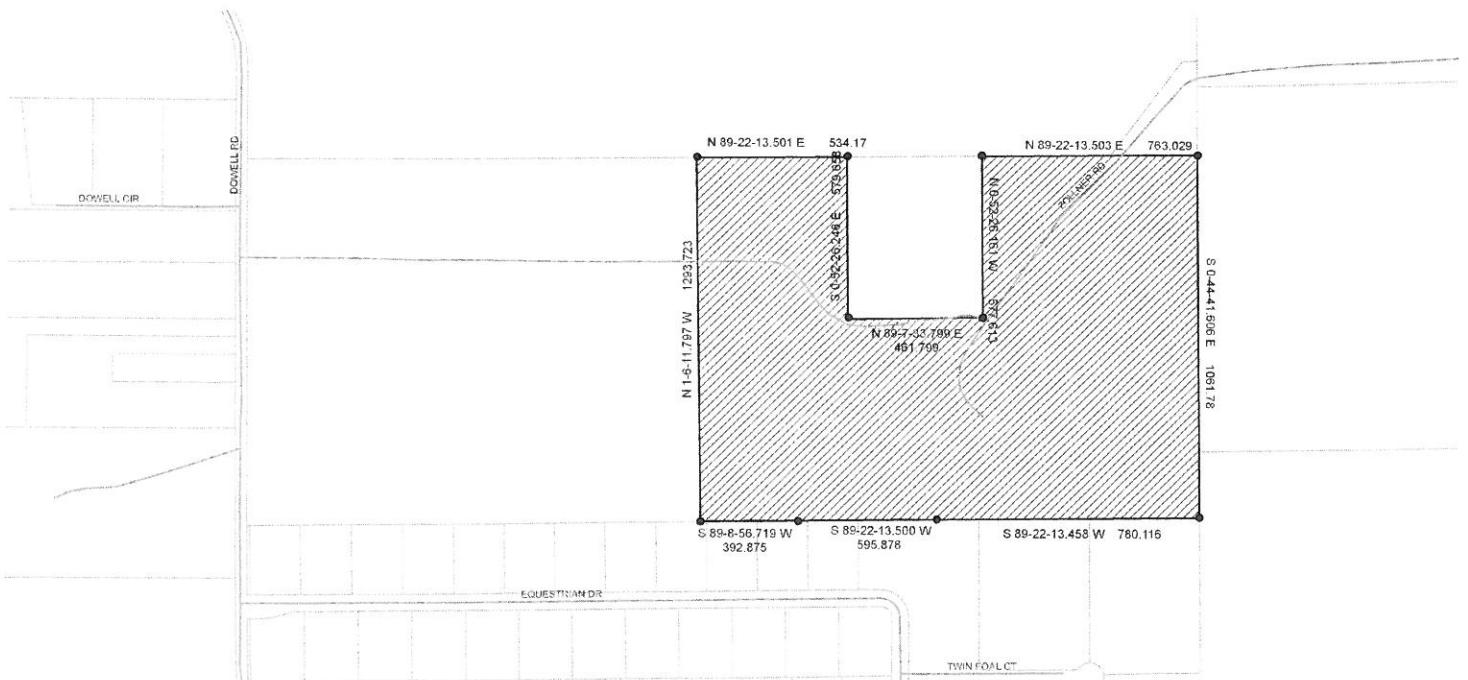 N 89-22-13.501 E 534.17
N 89-22-13.503 E 763.029
DOWELL RD
DOWELL CIR
ZOLLNER RD
S 0-52-26.246 E 579.658
N 0-52-26.161 W 577.613
N 1-6-11.797 W 1293.723
S 0-44-41.606 E 1061.78
N 89-7-33.799 E
461.799
S 89-8-56.719 W
392.875
S 89-22-13.500 W
595.876
S 89-22-13.458 W 780.116
EQUESTRIAN DR
TWIN FOAL CT